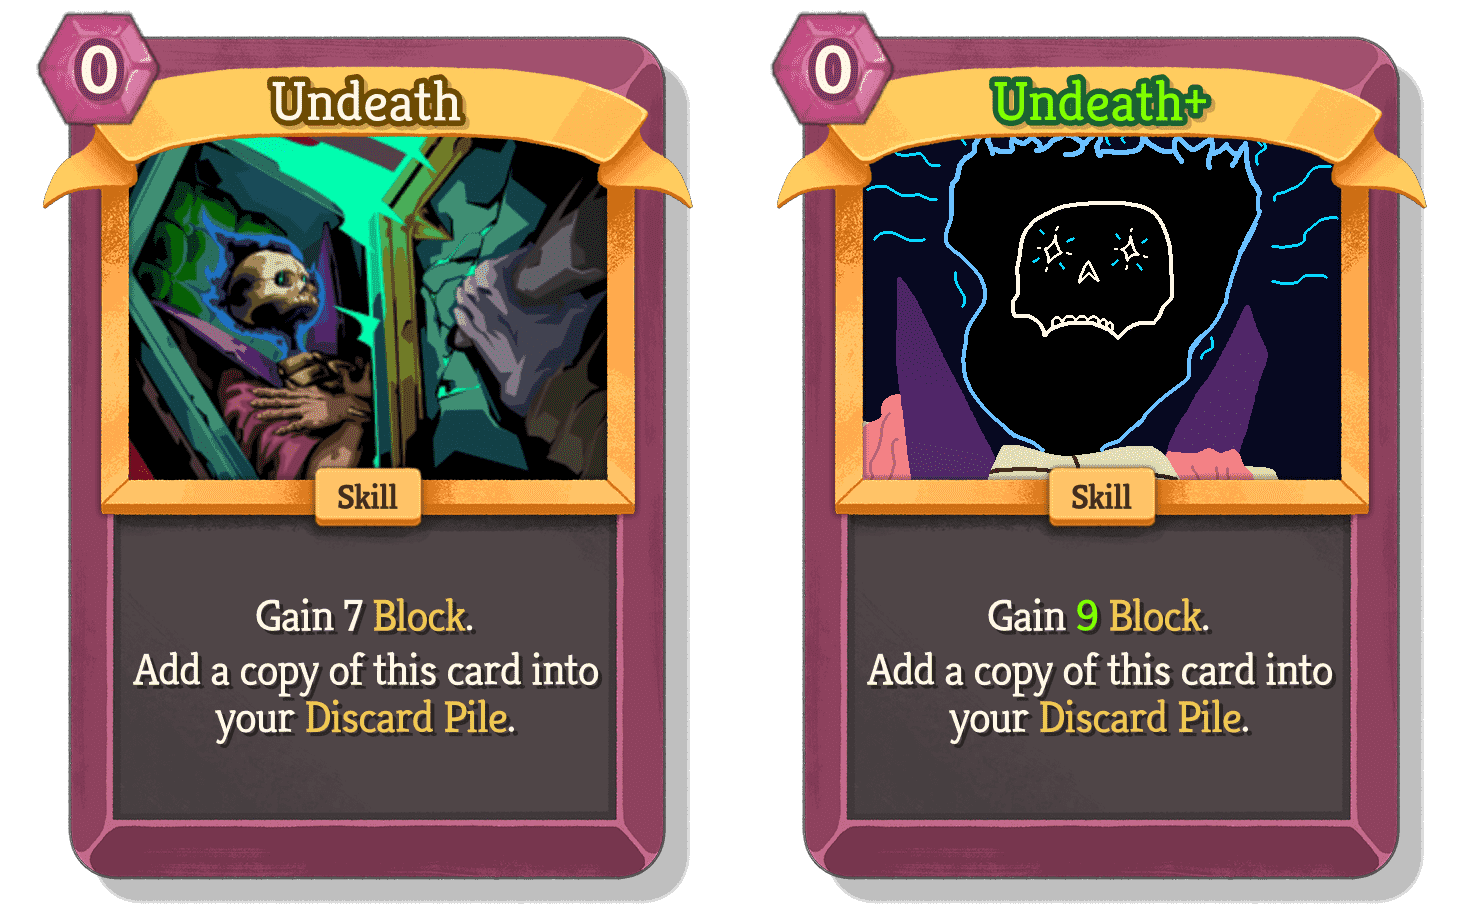 0
Undeath
Skill
Gain 7 Block.
Add a copy of this card into
your Discard Pile.
0
Undeath+
Skill
Gain 9 Block.
Add a copy of this card into
your Discard Pile.